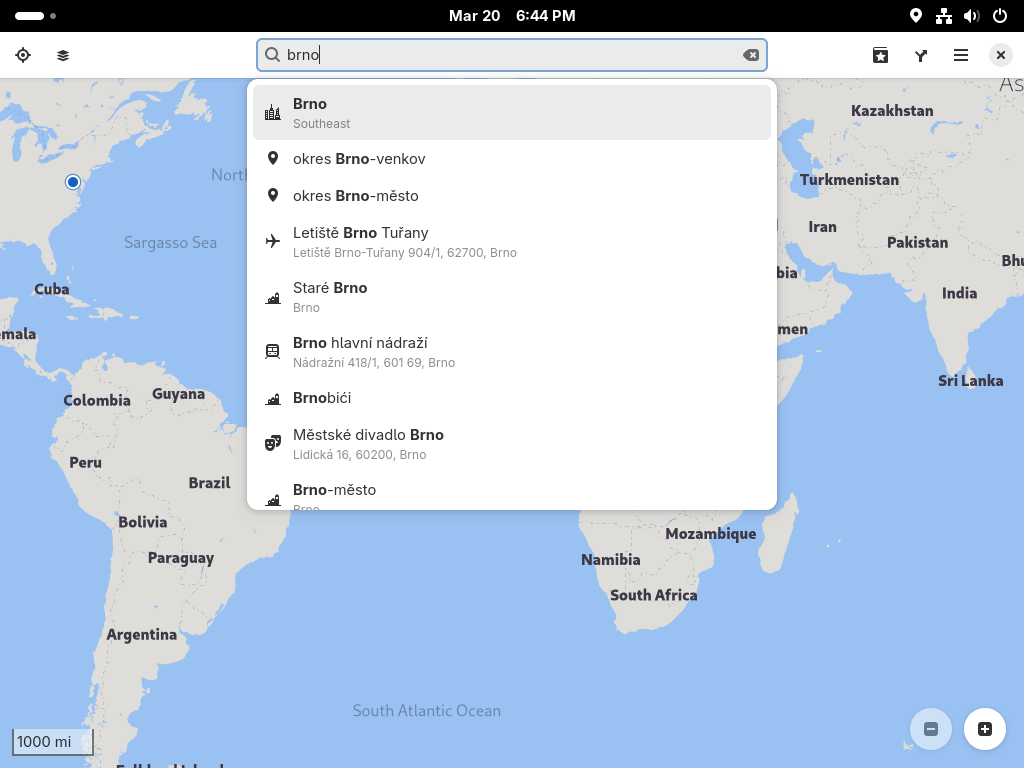 Mar 20 6:44 PM
brno
Brno
Southeast
okres Brno-venkov
okres Brno-město
Letiště Brno Tuřany
Letiště Brno-Tuřany 904/1, 62700, Brno
Staré Brno
Brno
Brno hlavní nádraží
Nádražní 418/1, 601 69, Brno
Brnobići
Městské divadlo Brno
Lidická 16, 60200, Brno
Brno-město
Brno
As
Kazakhstan
North
Turkmenistan
Iran
Sargasso Sea
Pakistan
bia
Bhu
Cuba
India
mala
men
Sri Lanka
Guyana
Colombia
Peru
Brazil
Bolivia
Mozambique
Paraguay
Namibia
South Africa
Argentina
South Atlantic Ocean
1000 mi